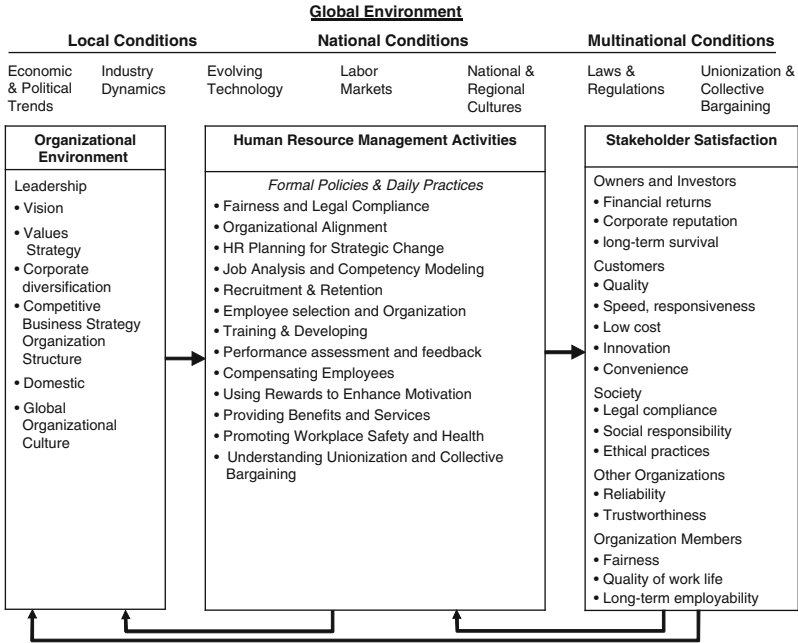 Global Environment
Local Conditions
National Conditions
Multinational Conditions
Economic
& Political
Trends
Industry
Dynamics
Evolving
Technology
Labor
Markets
National &
Regional
Cultures
Laws &
Regulations
Unionization &
Collective
Bargaining
Organizational
Environment
Leadership
• Vision
• Values
Strategy
• Corporate
diversification
• Competitive
Business Strategy
Organization
Structure
• Domestic
• Global
Organizational
Culture
Human Resource Management Activities
Formal Policies & Daily Practices
• Fairness and Legal Compliance
• Organizational Alignment
• HR Planning for Strategic Change
• Job Analysis and Competency Modeling
• Recruitment & Retention
• Employee selection and Organization
• Training & Developing
• Performance assessment and feedback
• Compensating Employees
• Using Rewards to Enhance Motivation
• Providing Benefits and Services
• Promoting Workplace Safety and Health
• Understanding Unionization and Collective
Bargaining
Stakeholder Satisfaction
Owners and Investors
• Financial returns
• Corporate reputation
• long-term survival
Customers
• Quality
• Speed, responsiveness
• Low cost
• Innovation
• Convenience
Society
• Legal compliance
• Social responsibility
• Ethical practices
Other Organizations
• Reliability
• Trustworthiness
Organization Members
• Fairness
• Quality of work life
• Long-term employability